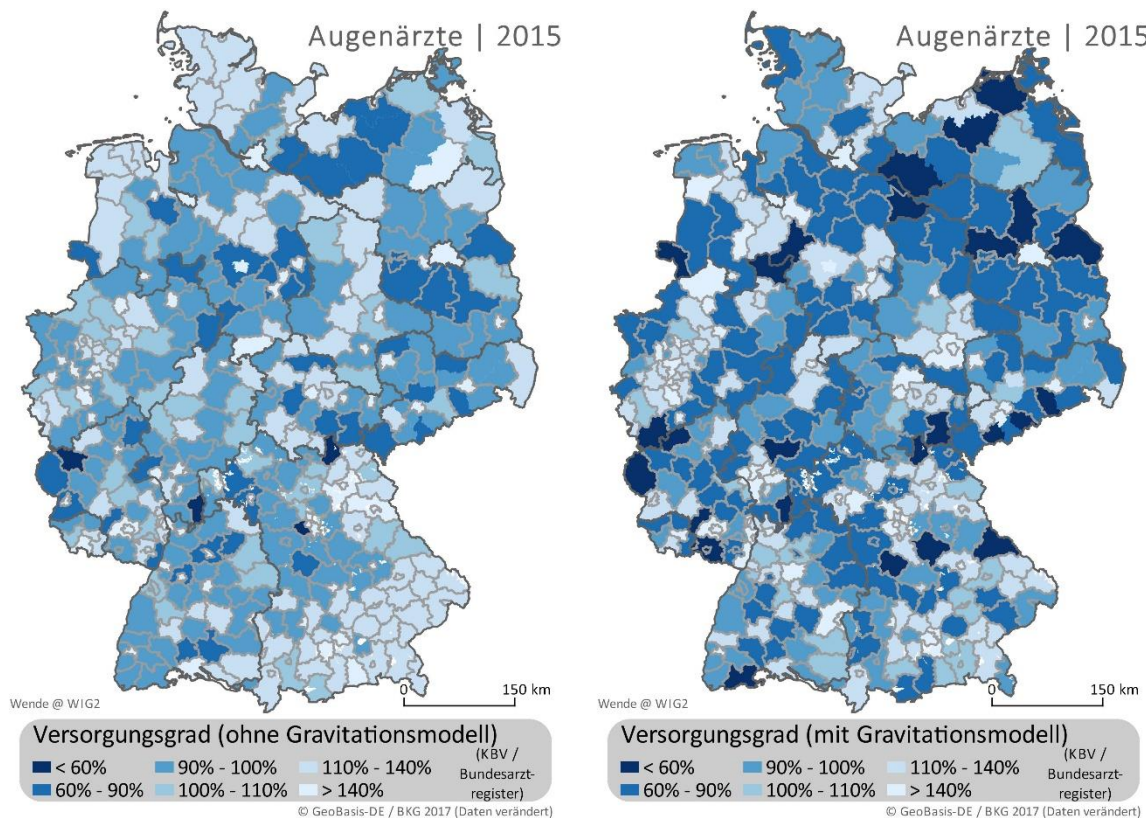 Augenärzte | 2015
0 150 km
Wende @ WIG2
Versorgungsgrad (ohne Gravitationsmodell)
< 60% 90% - 100% 110% - 140%
60% - 90% 100% - 110% > 140%
(KBV /
Bundesarzt-
register)
© GeoBasis-DE / BKG 2017 (Daten verändert)
Augenärzte | 2015
0 150 km
Wende @ WIG2
Versorgungsgrad (mit Gravitationsmodell)
< 60% 90% - 100% 110% - 140%
60% - 90% 100% - 110% > 140%
(KBV /
Bundesarzt-
register)
© GeoBasis-DE / BKG 2017 (Daten verändert)